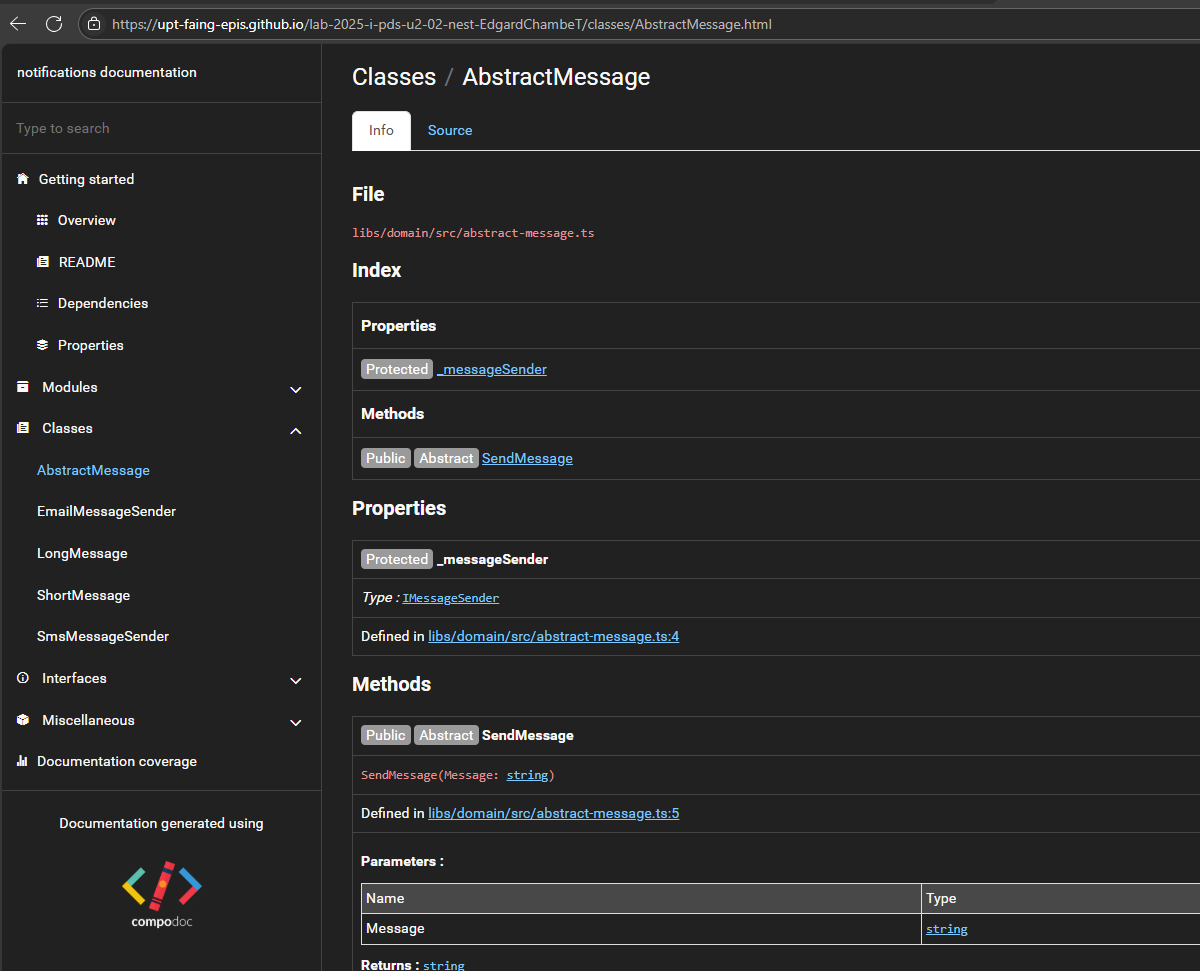 https://upt-faing-epis.github.io/lab-2025-i-pds-u2-02-nest-EdgardChambeT/classes/AbstractMessage.html
notifications documentation
Type to search
Getting started
Overview
README
Dependencies
Properties
Modules
Classes
AbstractMessage
EmailMessageSender
LongMessage
ShortMessage
SmsMessageSender
Interfaces
Miscellaneous
Documentation coverage
Documentation generated using
compodoc
Classes / AbstractMessage
Info Source
File
libs/domain/src/abstract-message.ts
Index
Properties
Protected _messageSender
Methods
Public Abstract SendMessage
Properties
Protected _messageSender
Type : IMessageSender
Defined in libs/domain/src/abstract-message.ts:4
Methods
Public Abstract SendMessage
SendMessage(Message: string)
Defined in libs/domain/src/abstract-message.ts:5
Parameters :
Name Type
Message string
Returns : string